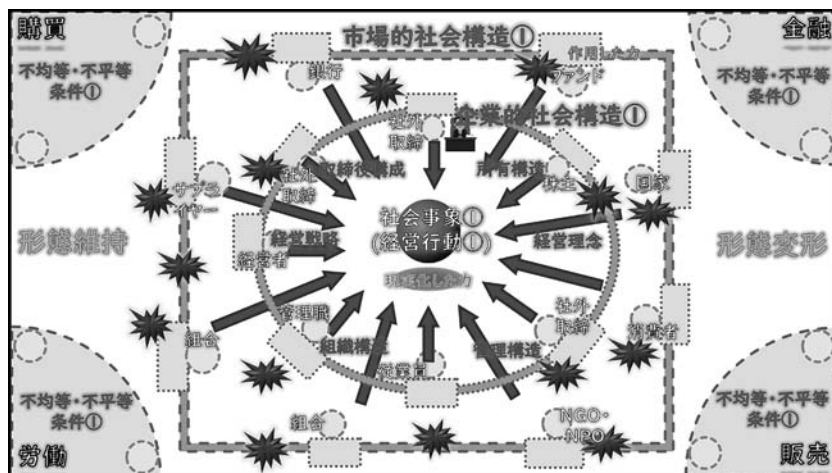 購買
市場的社会構造①
金融
不均等・不平等
条件①
銀行
作用した力
ファンド
不均等・不平等
条件①
企業的社会構造①
社外
取締
取締役構成
所有構造
社外
取締
株主
サプラ
イヤー
国家
社会事象①
(経営行動①)
形態維持
経営戦略
経営者
経営理念
形態変形
現実化した力
管理職
社外
取締
組合
消費者
組織構造
管理構造
従業員
不均等・不平等
条件①
組合
NGO・
NPO
不均等・不平等
条件①
労働
販売